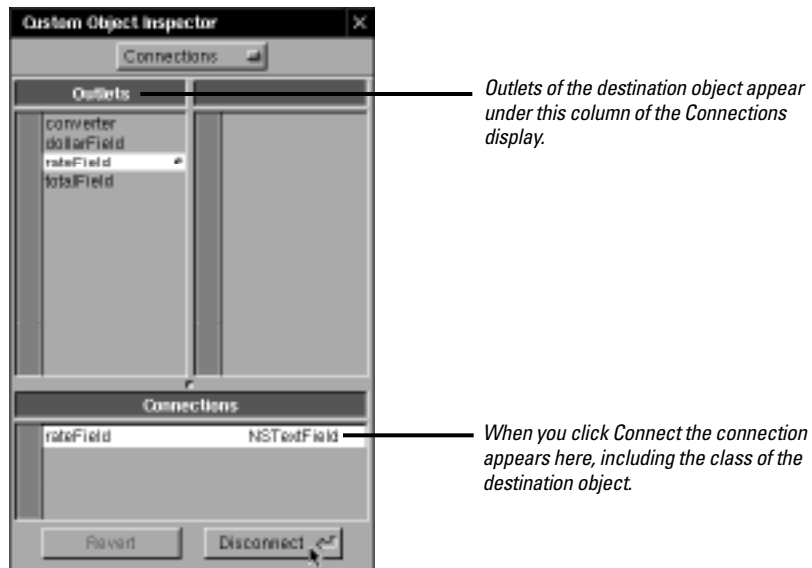 Custom Object Inspector
Connections
Outlets
converter
dollarField
rateField
totalField
Connections
rateField NSTextField
Revert Disconnect
Outlets of the destination object appear
under this column of the Connections
display.
When you click Connect the connection
appears here, including the class of the
destination object.